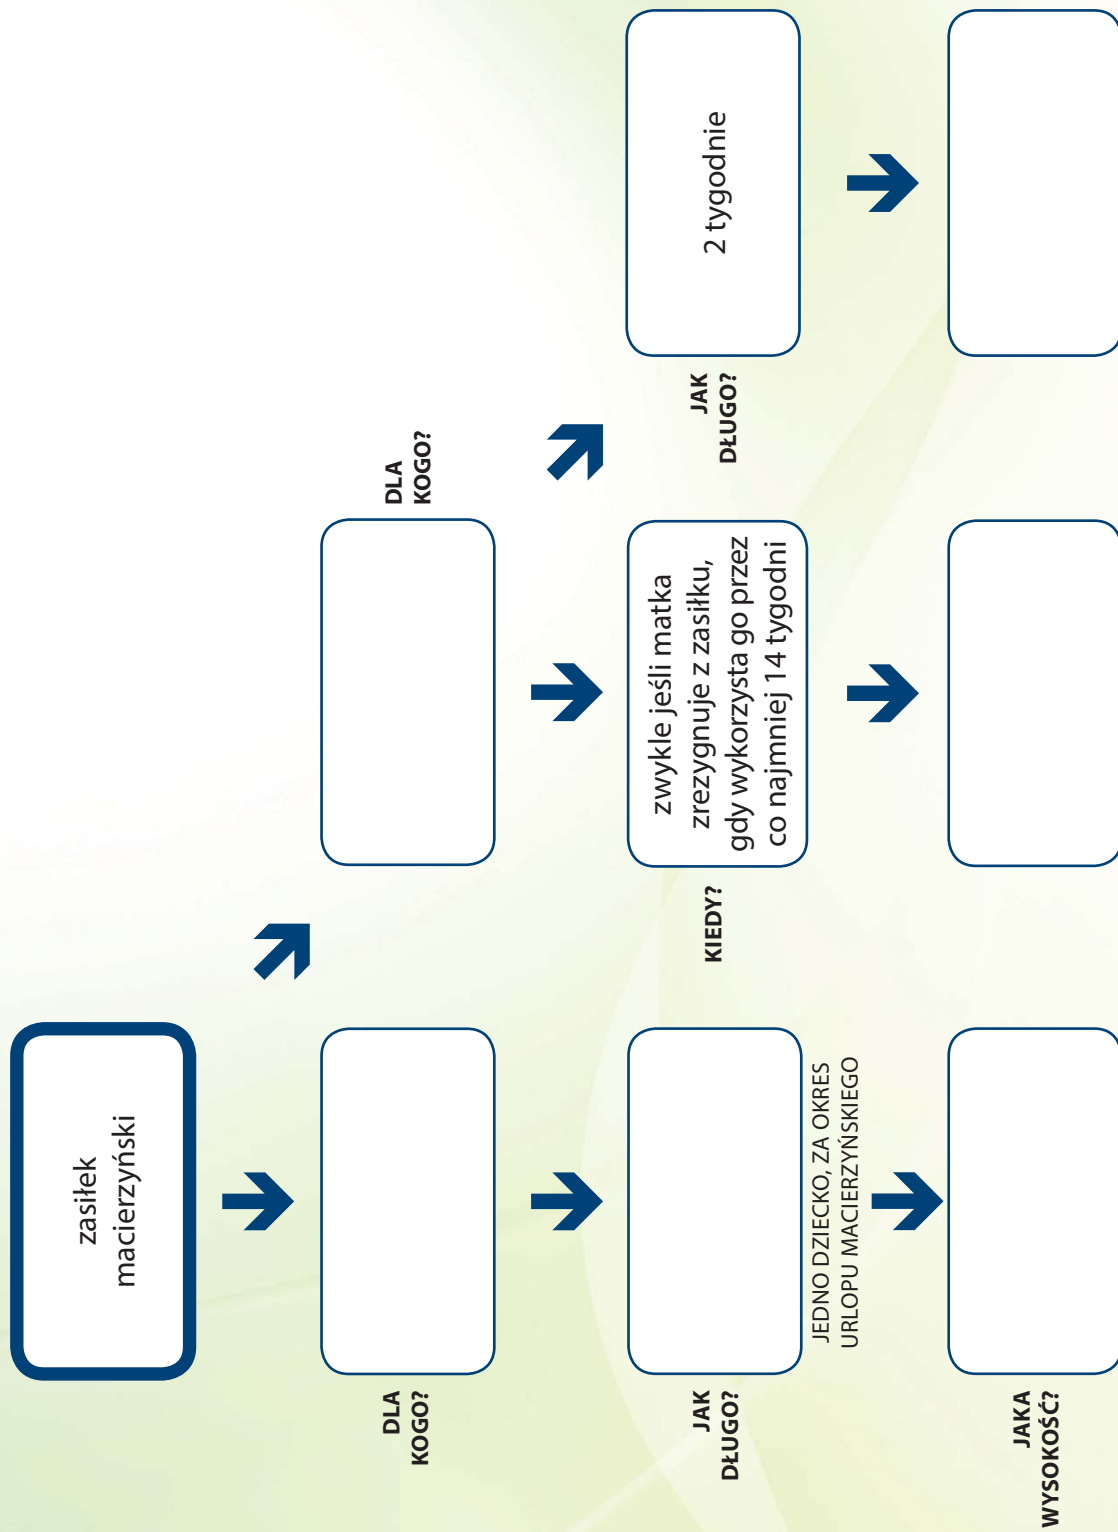 zasiłek
macierzyński
DLA
KOGO?
DLA
KOGO?
JAK
DŁUGO?
JEDNO DZIECKO, ZA OKRES
URLOPU MACIERZYŃSKIEGO
KIEDY?
zwykle jeśli matka
zrezygnuje z zasiłku,
gdy wykorzysta go przez
co najmniej 14 tygodni
JAK
DŁUGO?
2 tygodnie
JAKA
WYSOKOŚĆ?